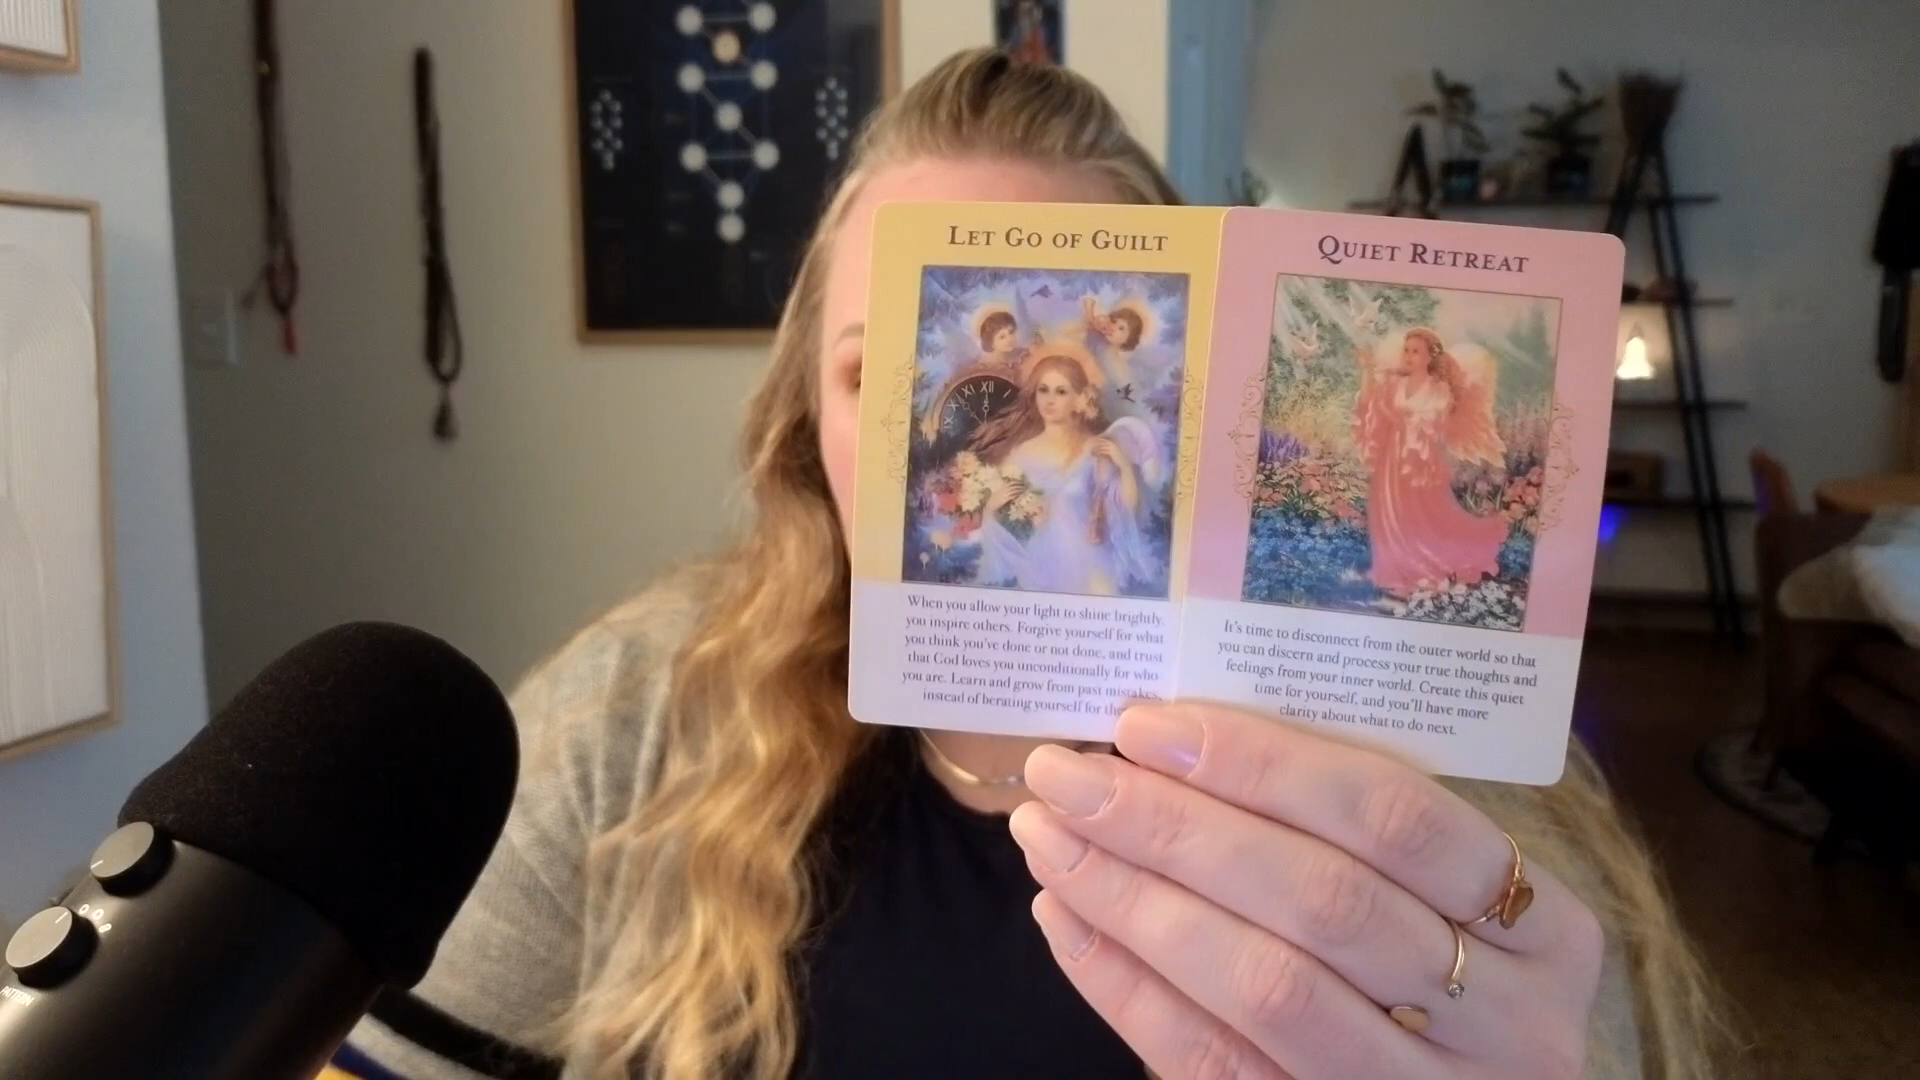 LET GO OF GUILT
When you allow your light to shine brightly,
you inspire others. Forgive yourself for what
you think you've done or not done, and trust
that God loves you unconditionally for who
you are. Learn and grow from past mistakes,
instead of berating yourself for
QUIET RETREAT
It's time to disconnect from the outer world so that
you can discern and process your true thoughts and
feelings from your inner world. Create this quiet
time for yourself, and you'll have more
clarity about what to do next.
IX X XI XII I
PATTERN